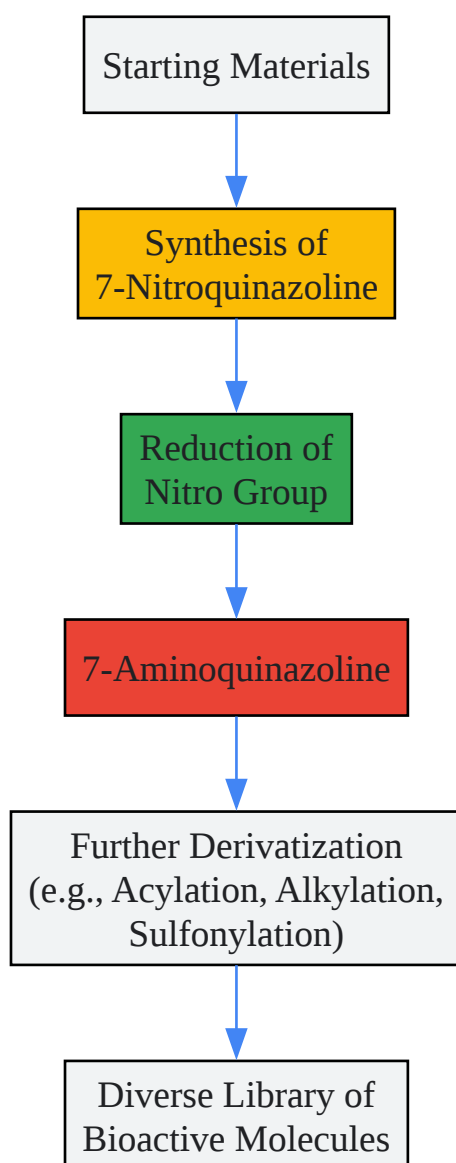 Starting Materials
Synthesis of
7-Nitroquinazoline
Reduction of
Nitro Group
7-Aminoquinazoline
Further Derivatization
(e.g., Acylation, Alkylation,
Sulfonylation)
Diverse Library of
Bioactive Molecules